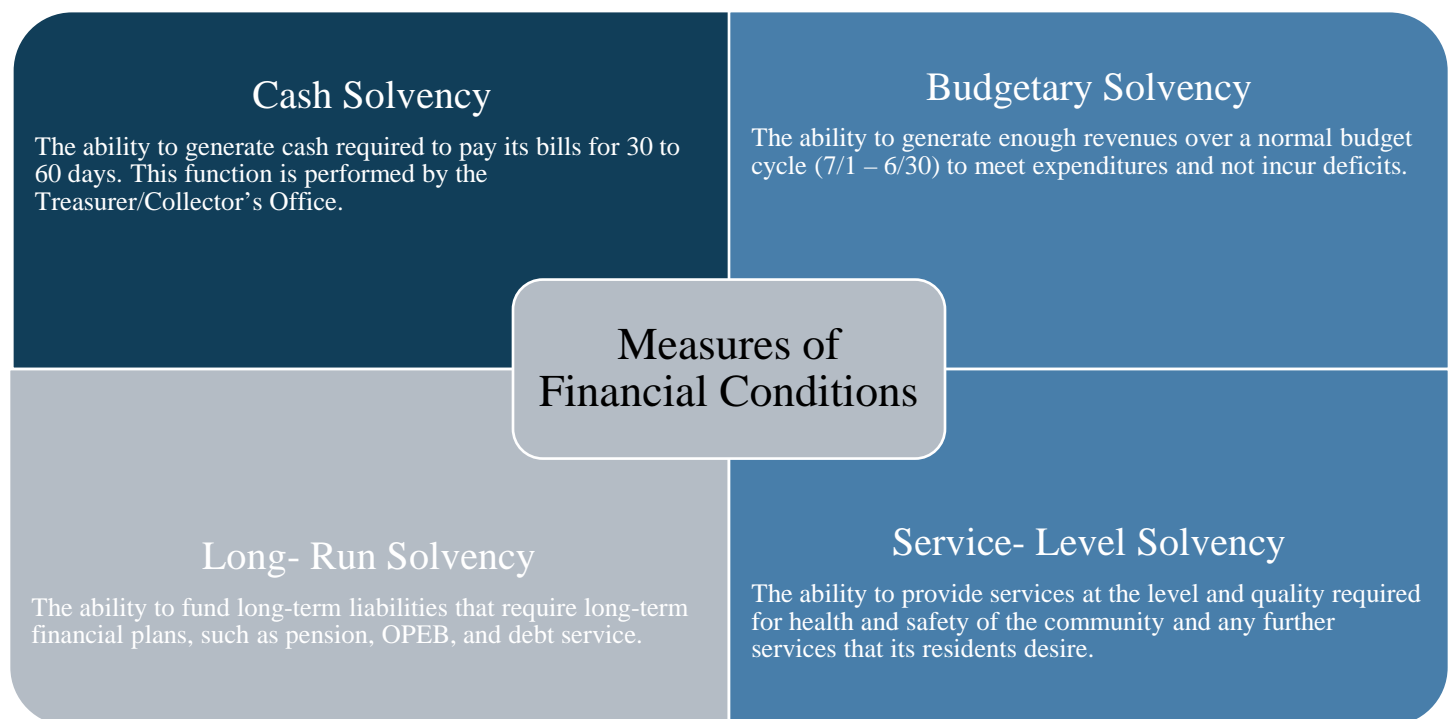 Cash Solvency
The ability to generate cash required to pay its bills for 30 to
60 days. This function is performed by the
Treasurer/Collector’s Office.
Budgetary Solvency
The ability to generate enough revenues over a normal budget
cycle (7/1 – 6/30) to meet expenditures and not incur deficits.
Measures of
Financial Conditions
Long- Run Solvency
The ability to fund long-term liabilities that require long-term
financial plans, such as pension, OPEB, and debt service.
Service- Level Solvency
The ability to provide services at the level and quality required
for health and safety of the community and any further
services that its residents desire.